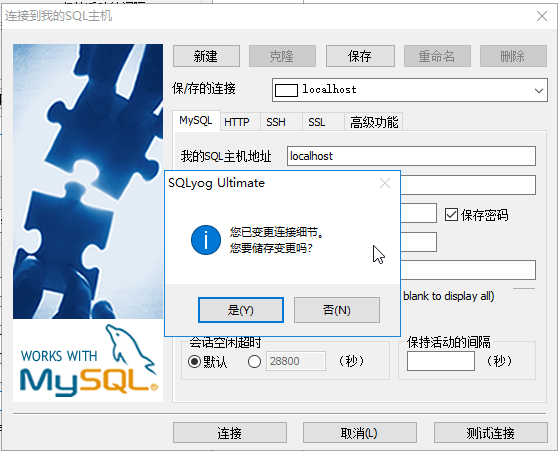 连接到我的SQL主机
新建
克隆
保存
重命名
删除
保/存的连接
localhost
MySQL
HTTP
SSH
SSL
高级功能
我的SQL主机地址
localhost
SQLyog Ultimate
您已变更连接细节。
您要储存变更吗?
是(Y)
否(N)
保存密码
blank to display all)
会话空闲超时
默认
28800
(秒)
保持活动的间隔
(秒)
WORKS WITH
MySQL®
连接
取消(L)
测试连接